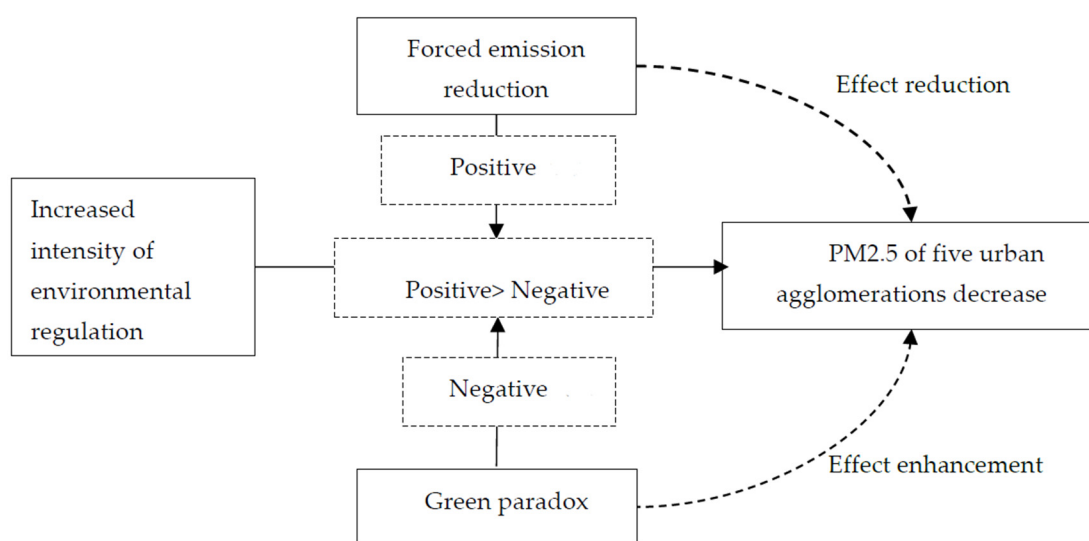 Forced emission
reduction
Effect reduction
Positive
Increased
intensity of
environmental
regulation
Positive> Negative
PM2.5 of five urban
agglomerations decrease
Negative
Effect enhancement
Green paradox